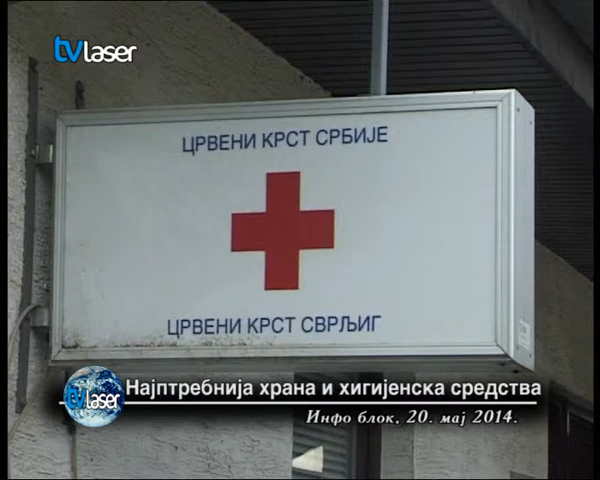 tvlaser
ЦРВЕНИ КРСТ СРБИЈЕ
ЦРВЕНИ КРСТ СВРЉИГ
Најптребнија храна и хигијенска средства
tvlaser
Инфо блок, 20. мај 2014.